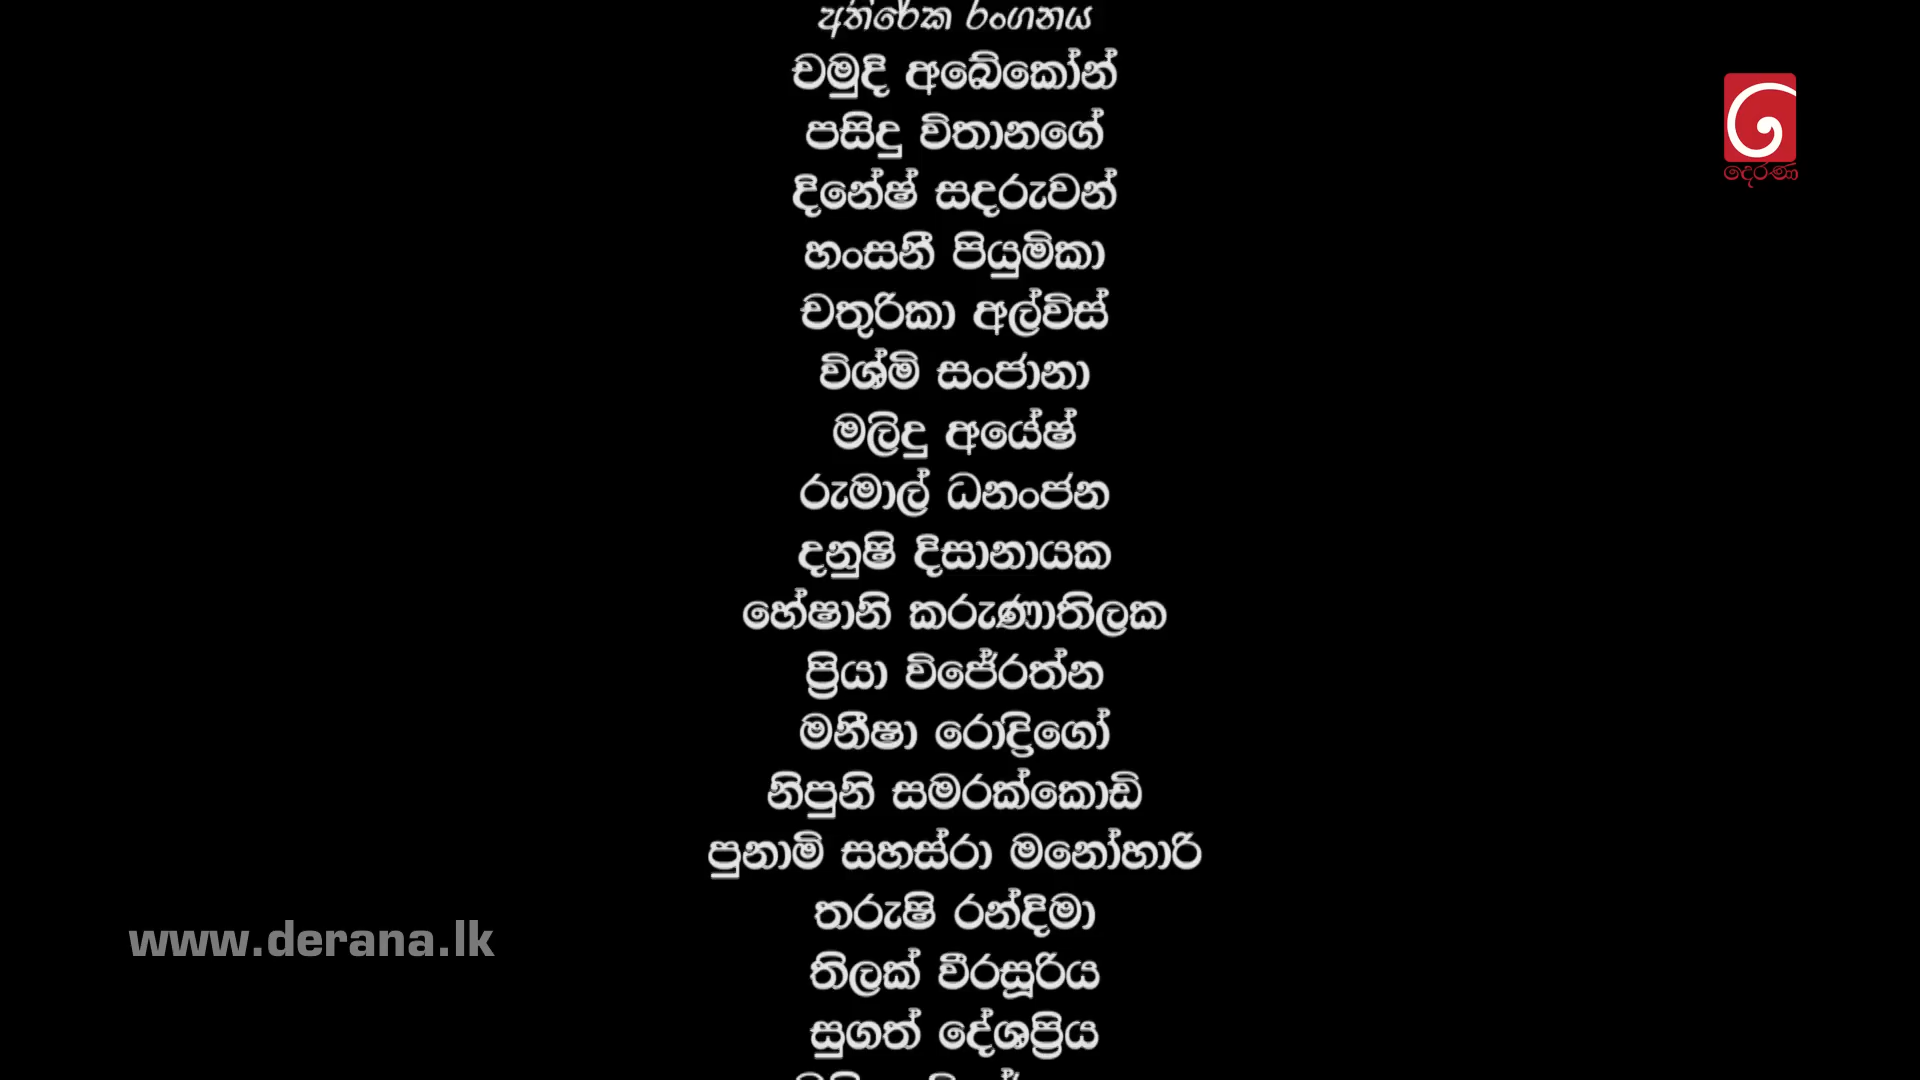 අතිරේක රංගනය
චමුදි අබේකෝන්
පසිදු විතානගේ
දිනේෂ් සදරුවන්
හංසනී පියුමිකා
චතුරිකා අල්විස්
විශ්මි සංජානා
මලිදු අයේෂ්
රුමාල් ධනංජන
දනුෂි දිසානායක
හේෂානි කරුණාතිලක
ප්‍රියා විජේරත්න
මනීෂා රොද්‍රිගෝ
නිපුනි සමරක්කොඩි
පුනාමි සහස්රා මනෝහාරි
තරුෂි රන්දිමා
තිලක් වීරසූරිය
සුගත් දේශප්‍රිය
දෙරණ
www.derana.lk